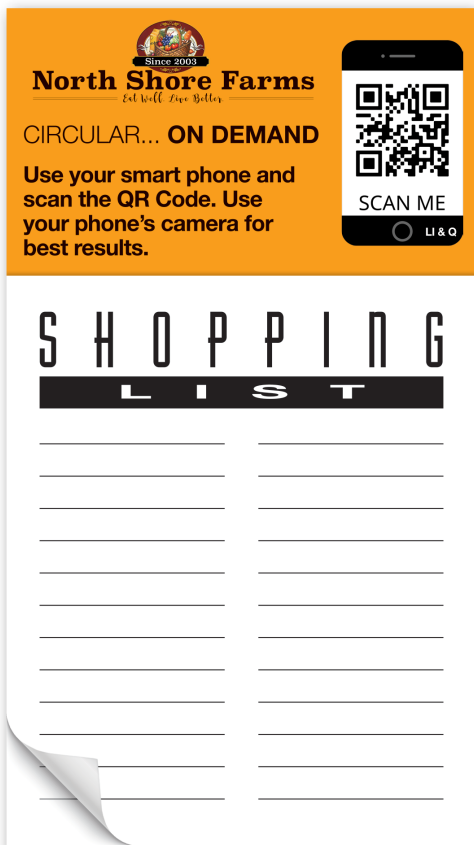 Since 2003
North Shore Farms
Eat Well, Live Better
CIRCULAR... ON DEMAND
Use your smart phone and
scan the QR Code. Use
your phone’s camera for
best results.
SCAN ME
LI & Q
SHOPPING
LIST